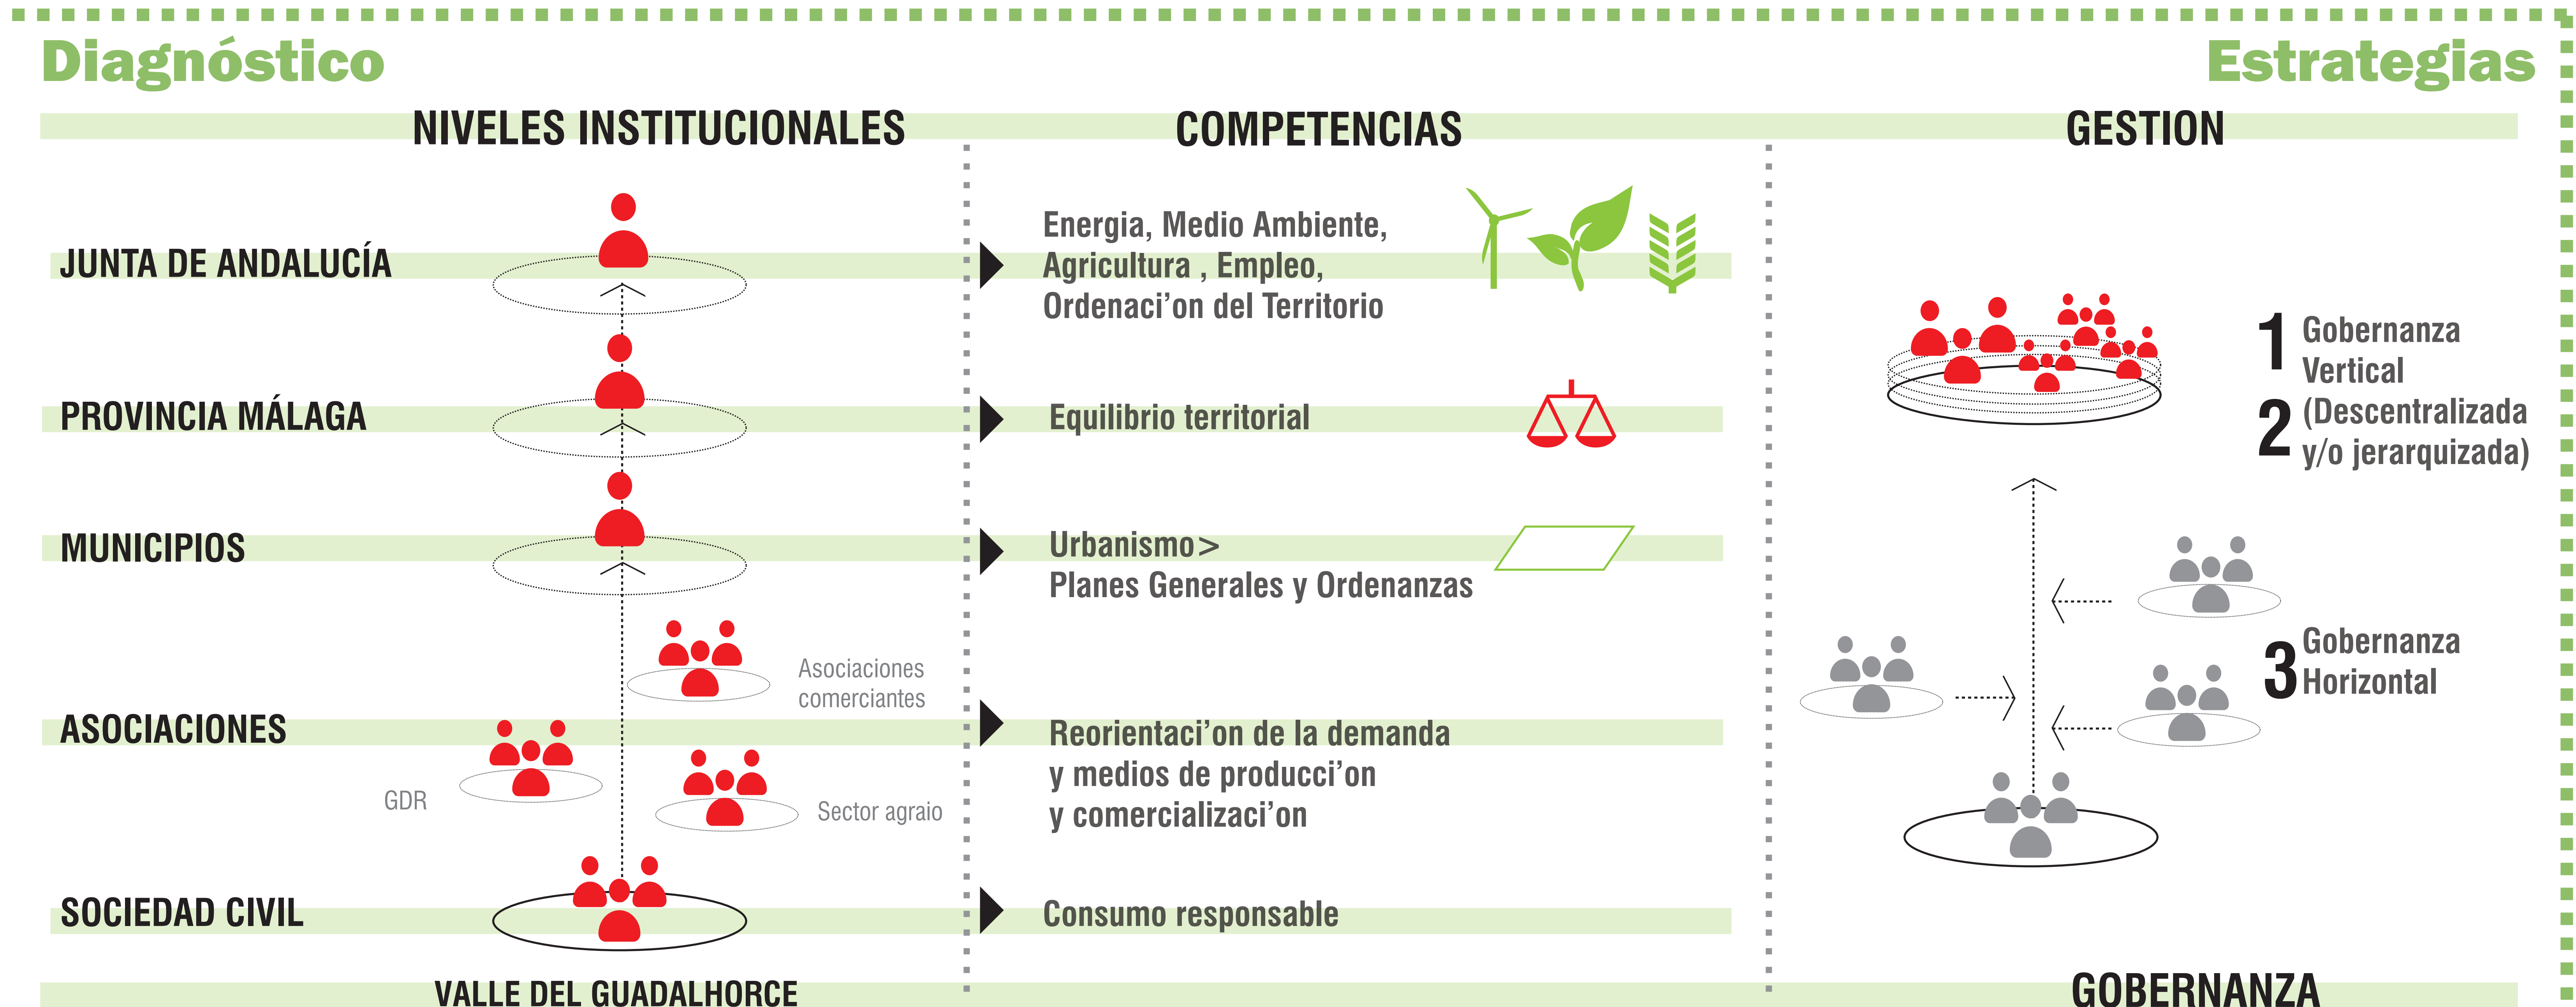 Diagnóstico
Estrategias
NIVELES INSTITUCIONALES
COMPETENCIAS
GESTION
JUNTA DE ANDALUCÍA
Energia, Medio Ambiente,
Agricultura , Empleo,
Ordenaci'on del Territorio
PROVINCIA MÁLAGA
Equilibrio territorial
1 Gobernanza
Vertical
2 (Descentralizada
y/o jerarquizada)
MUNICIPIOS
Urbanismo>
Planes Generales y Ordenanzas
Asociaciones
comerciantes
ASOCIACIONES
GDR
Sector agraio
Reorientaci'on de la demanda
y medios de producci'on
y comercializaci'on
3 Gobernanza
Horizontal
SOCIEDAD CIVIL
Consumo responsable
VALLE DEL GUADALHORCE
GOBERNANZA